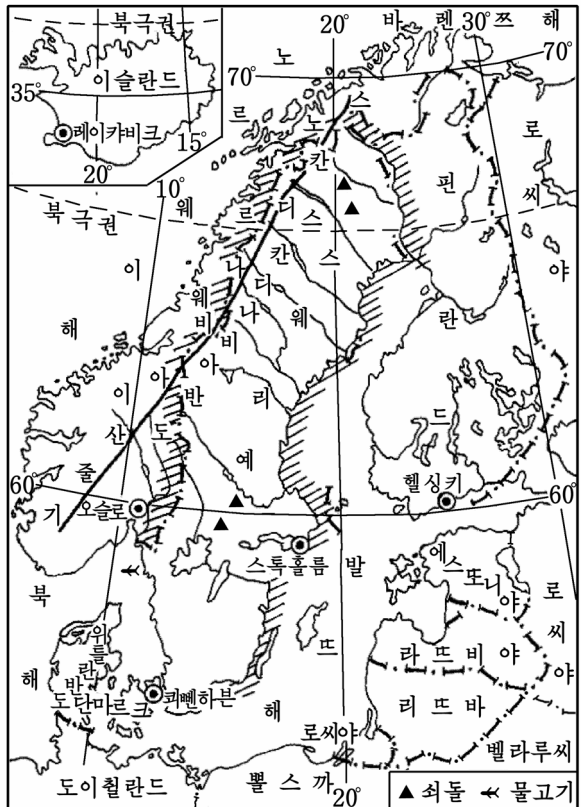 북극권
이슬란드
35°
레이캬비크
20°
15°
20°
바렌쯔해
30°
70°
70°
노르웨이해
북극권
10°
스칸디나비아산줄기
스칸디나비아반도
노르웨이
스웨리예
핀란드
로씨야
60°
60°
오슬로
스톡홀름
헬싱키
북해
발뜨해
에스또니야
라뜨비야
리뜨바
로씨야
벨라루씨
위를란반도
단마르크
쾨뻰하븐
로씨야
도이췰란드
뽈스까
20°
쇠돌
물고기